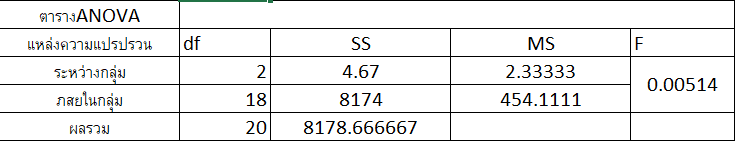 ตารางANOVA
แหล่งความแปรปรวน df SS MS F
ระหว่างกลุ่ม 2 4.67 2.33333 0.00514
ภสยในกลุ่ม 18 8174 454.1111
ผลรวม 20 8178.666667